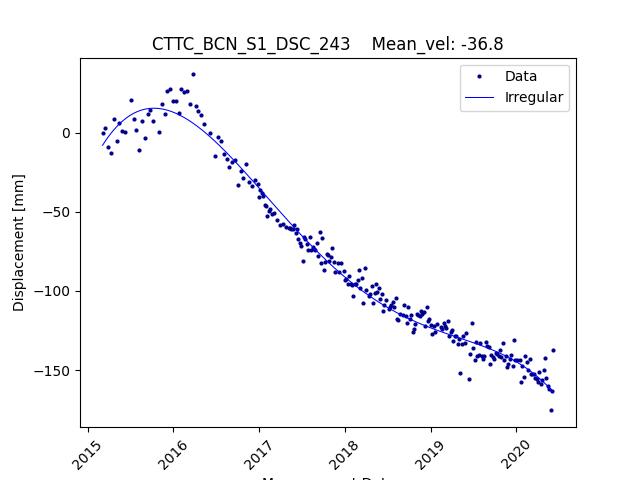 CTTC_BCN_S1_DSC_243    Mean_vel: -36.8
Data
Irregular
Displacement [mm]
0
−50
−100
−150
2015
2016
2017
2018
2019
2020